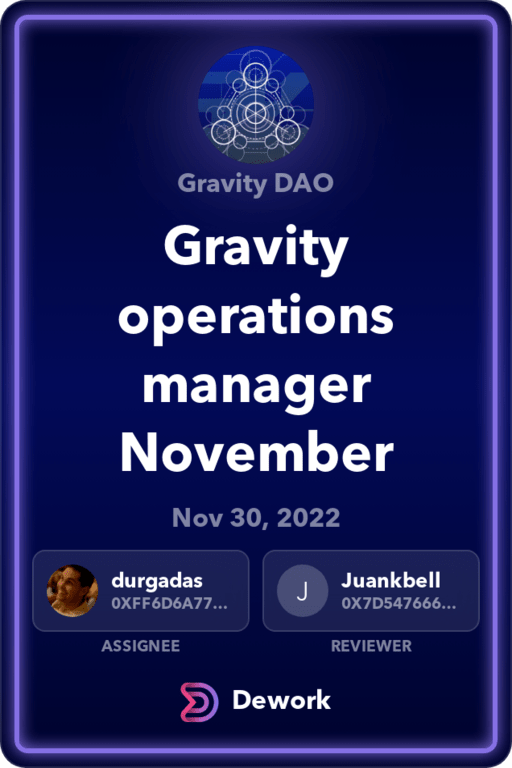 Gravity DAO
Gravity
operations
manager
November
Nov 30, 2022
durgadas
0XFF6D6A77...
ASSIGNEE
J
Juankbell
0X7D547666...
REVIEWER
Dework